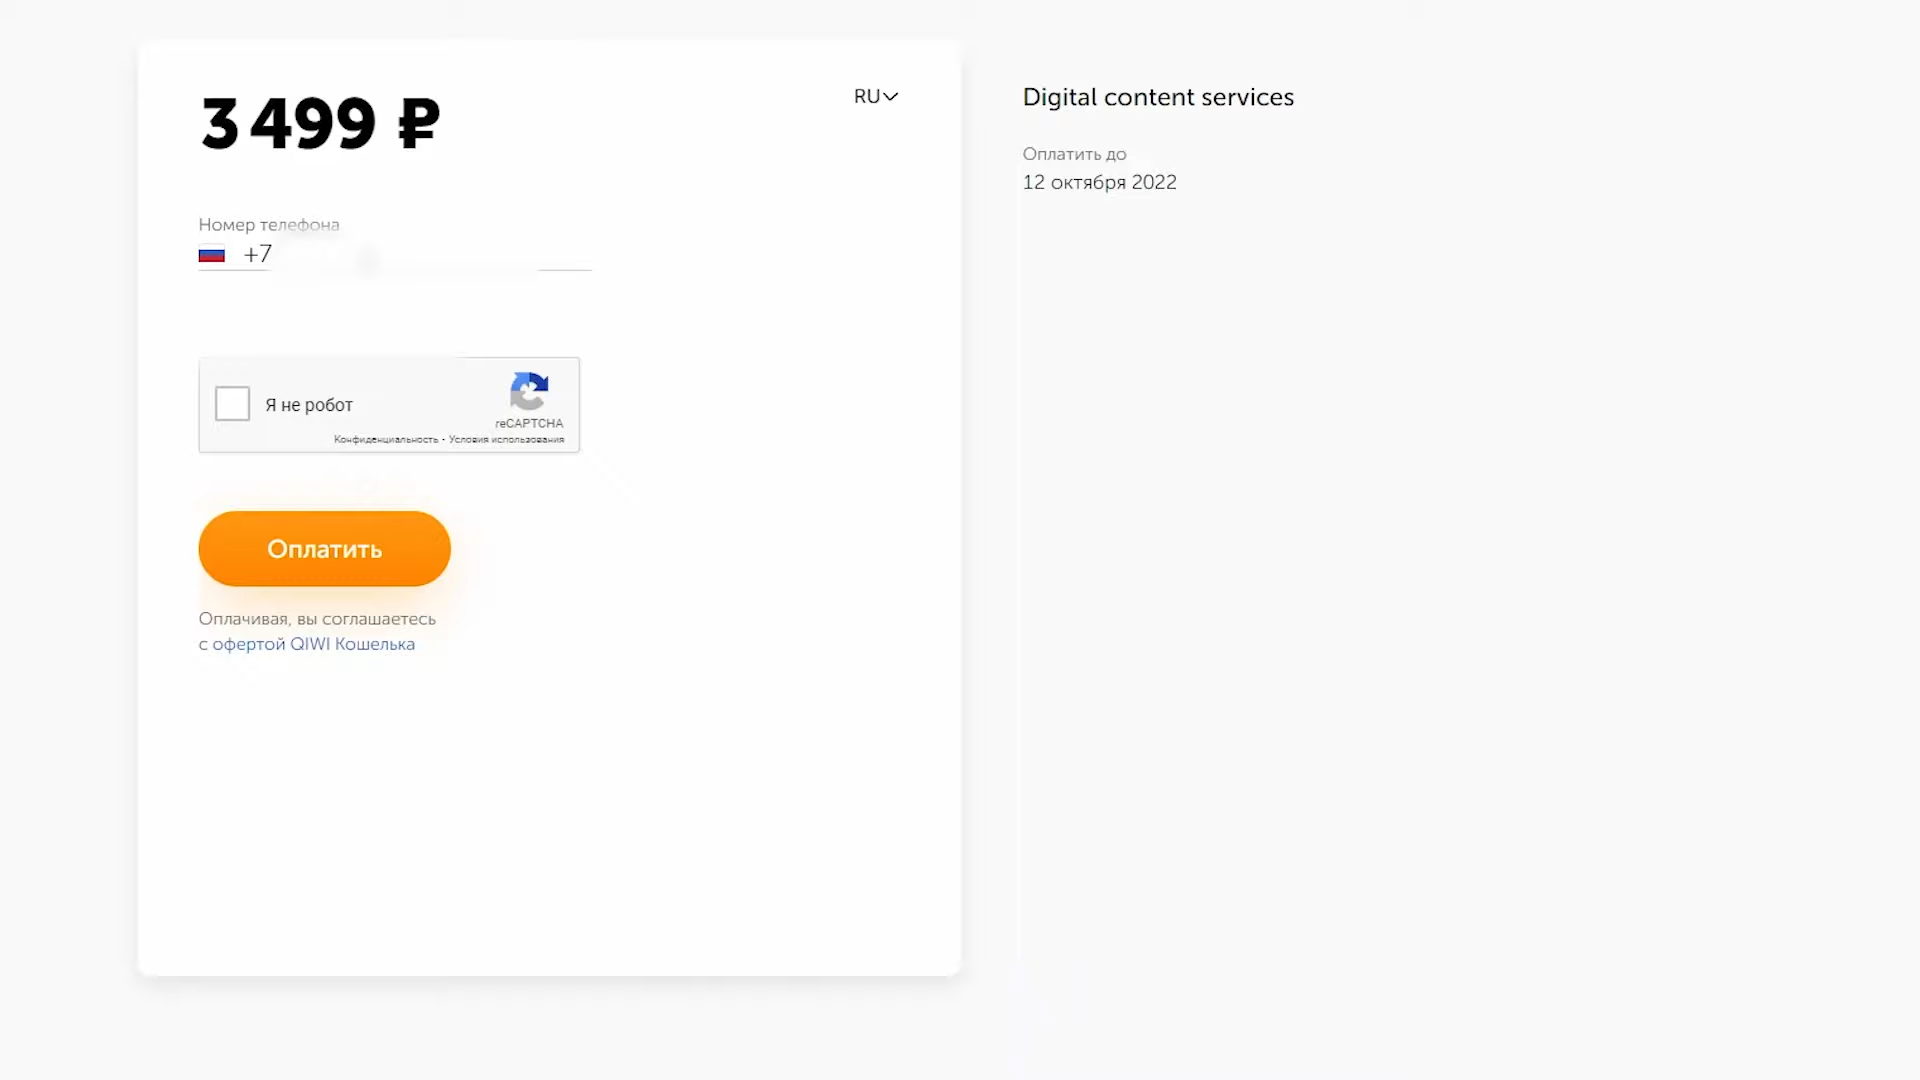 3 499 ₽
RU
Номер телефона
+7
Я не робот
reCAPTCHA
Конфиденциальность - Условия использования
Оплатить
Оплачивая, вы соглашаетесь
с офертой QIWI Кошелька
Digital content services
Оплатить до
12 октября 2022